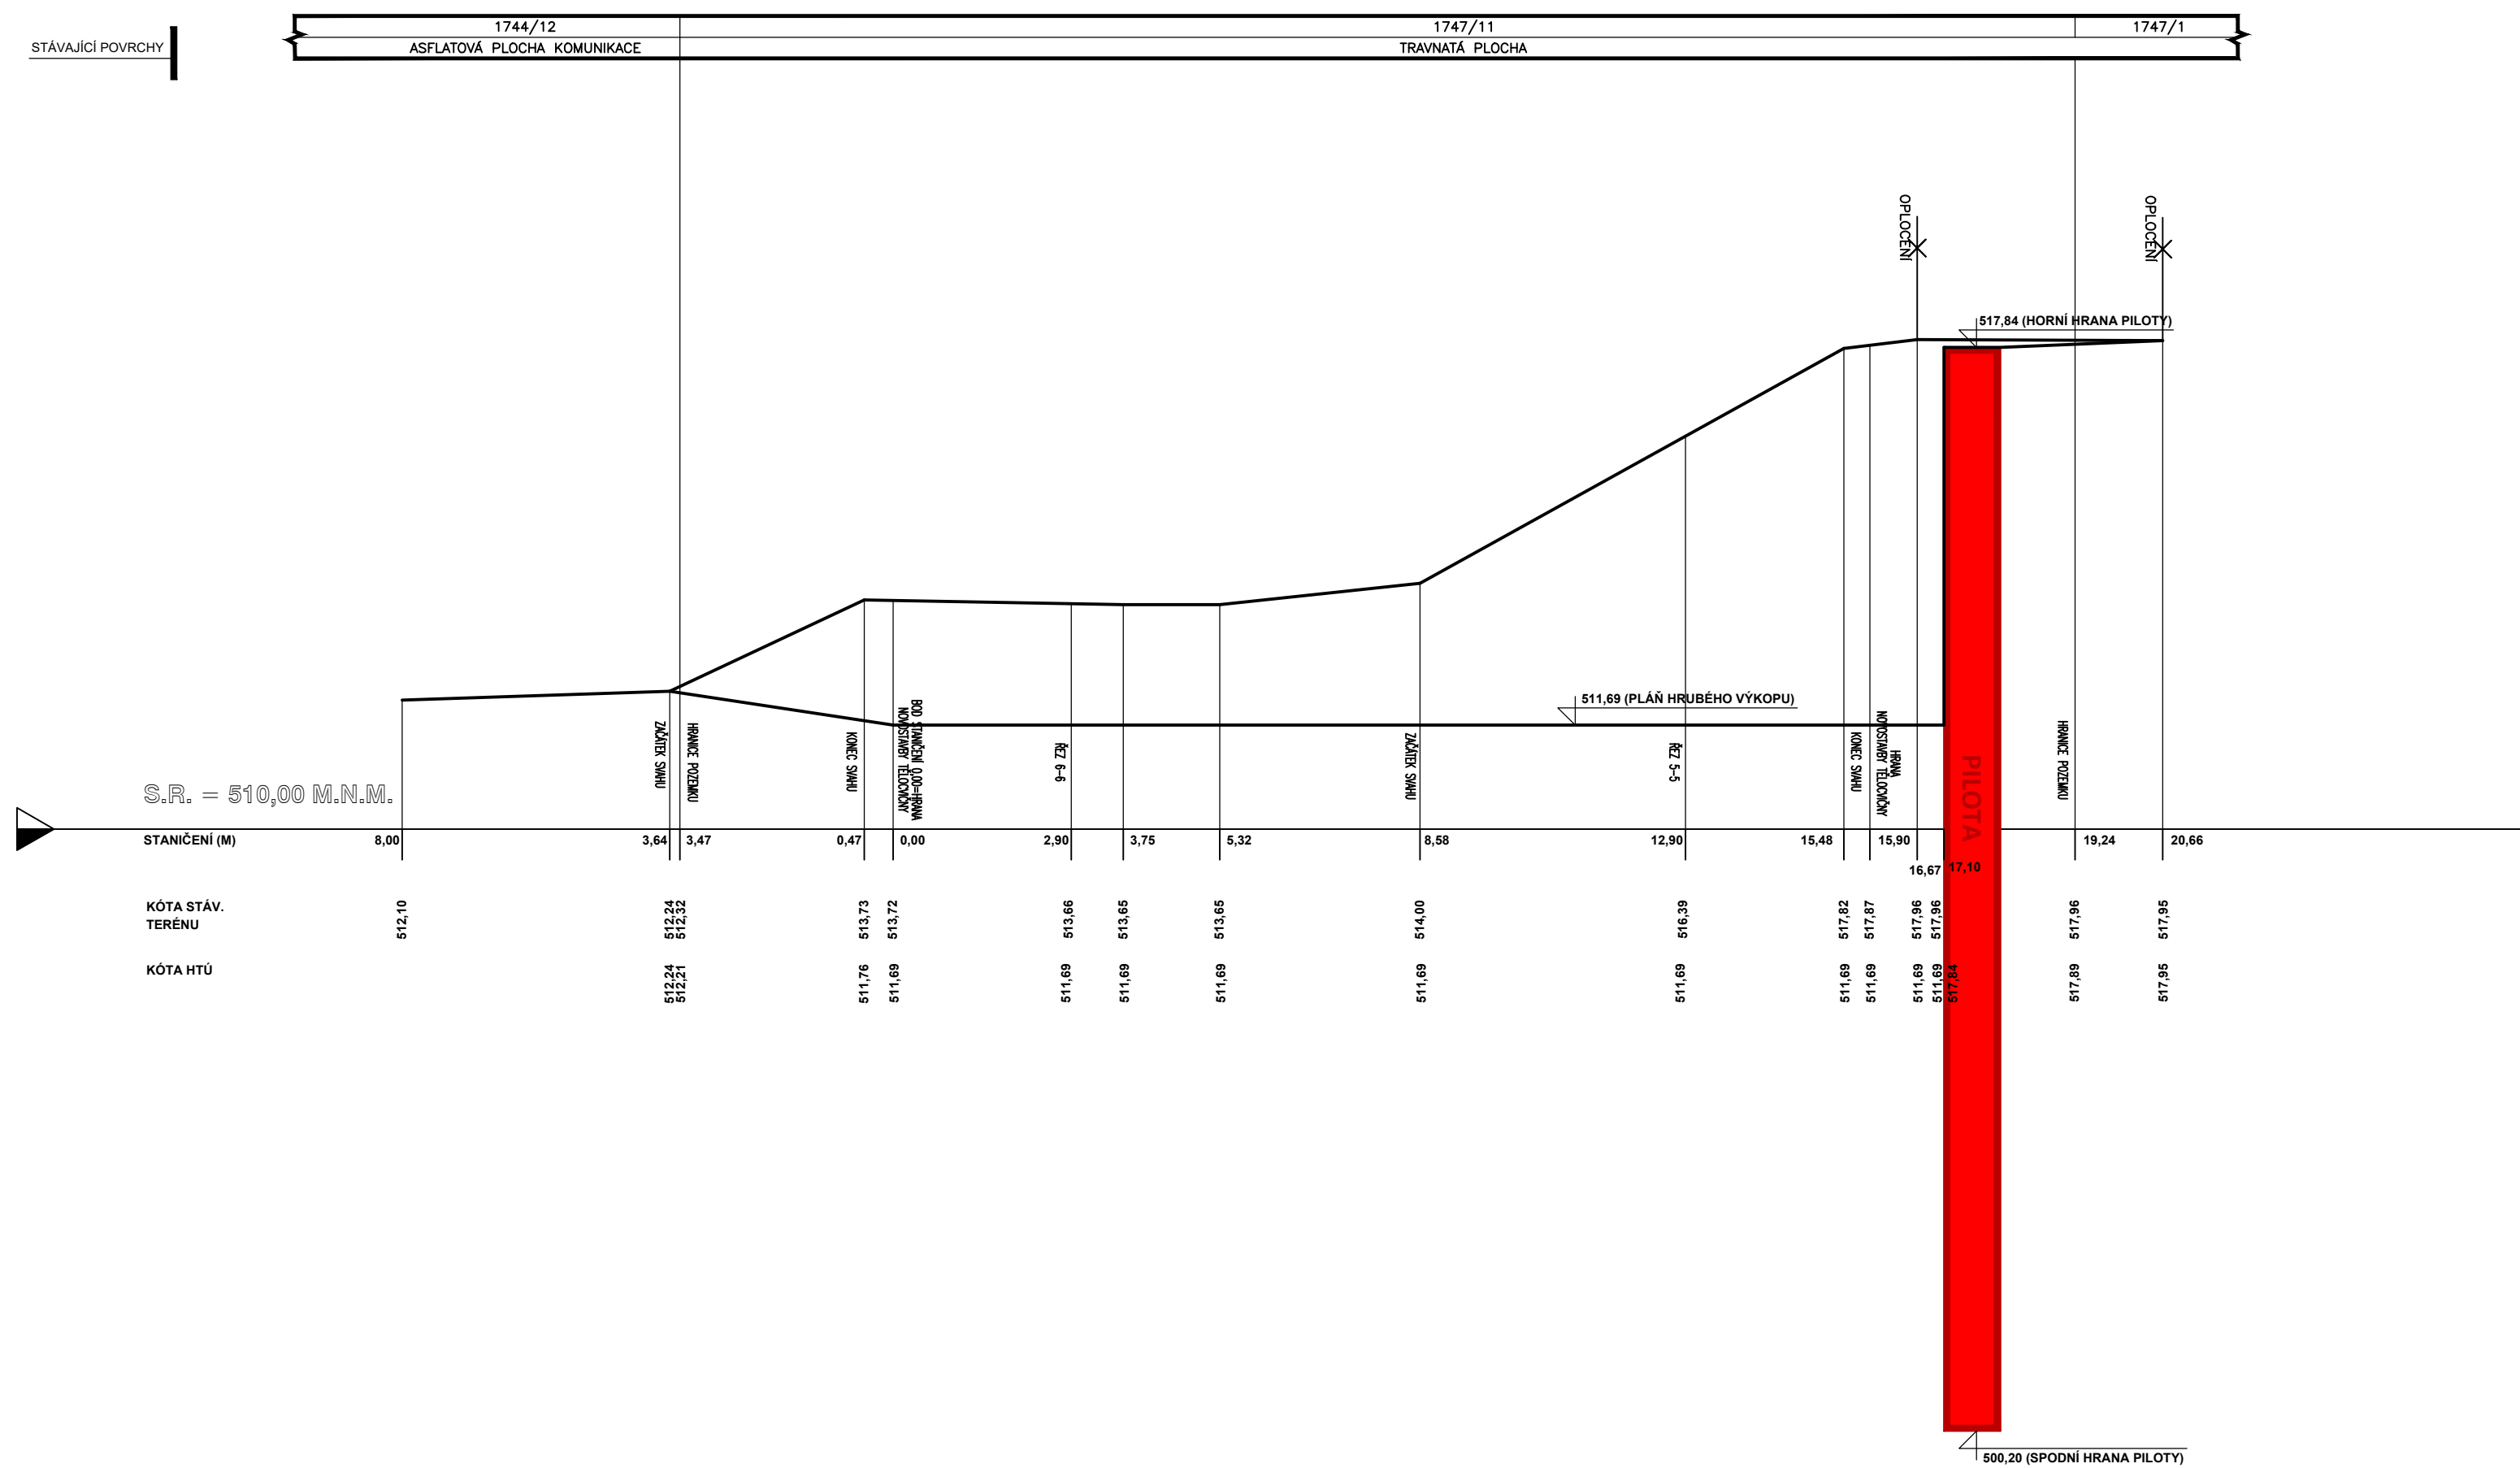 1744/12
1747/11
1747/1
STÁVAJÍCÍ POVRCHY
ASFLATOVÁ PLOCHA KOMUNIKACE
TRAVNATÁ PLOCHA
OPLOCENÍ
OPLOCENÍ
517,84 (HORNÍ HRANA PILOTY)
511,69 (PLÁŇ HRUBÉHO VÝKOPU)
ZAČÁTEK SVAHU
HRANICE POZEMKU
KONEC SVAHU
BOD STANIČENÍ 0,00=HRANA
NOVOSTAVBY TĚLOCVIČNY
ŘEZ 6-6
ZAČÁTEK SVAHU
ŘEZ 5-5
KONEC SVAHU
HRANA
NOVOSTAVBY TĚLOCVIČNY
PILOTA
HRANICE POZEMKU
S.R. = 510,00 M.N.M.
STANIČENÍ (M)
8,00
3,64
3,47
0,47
0,00
2,90
3,75
5,32
8,58
12,90
15,48
15,90
16,67
17,10
19,24
20,66
KÓTA STÁV.
TERÉNU
512,10
512,24
512,32
513,73
513,72
513,66
513,65
513,65
514,00
516,39
517,82
517,87
517,96
517,96
517,96
517,95
KÓTA HTÚ
512,24
512,21
511,76
511,69
511,69
511,69
511,69
511,69
511,69
511,69
511,69
511,69
511,69
517,84
517,89
517,95
500,20 (SPODNÍ HRANA PILOTY)